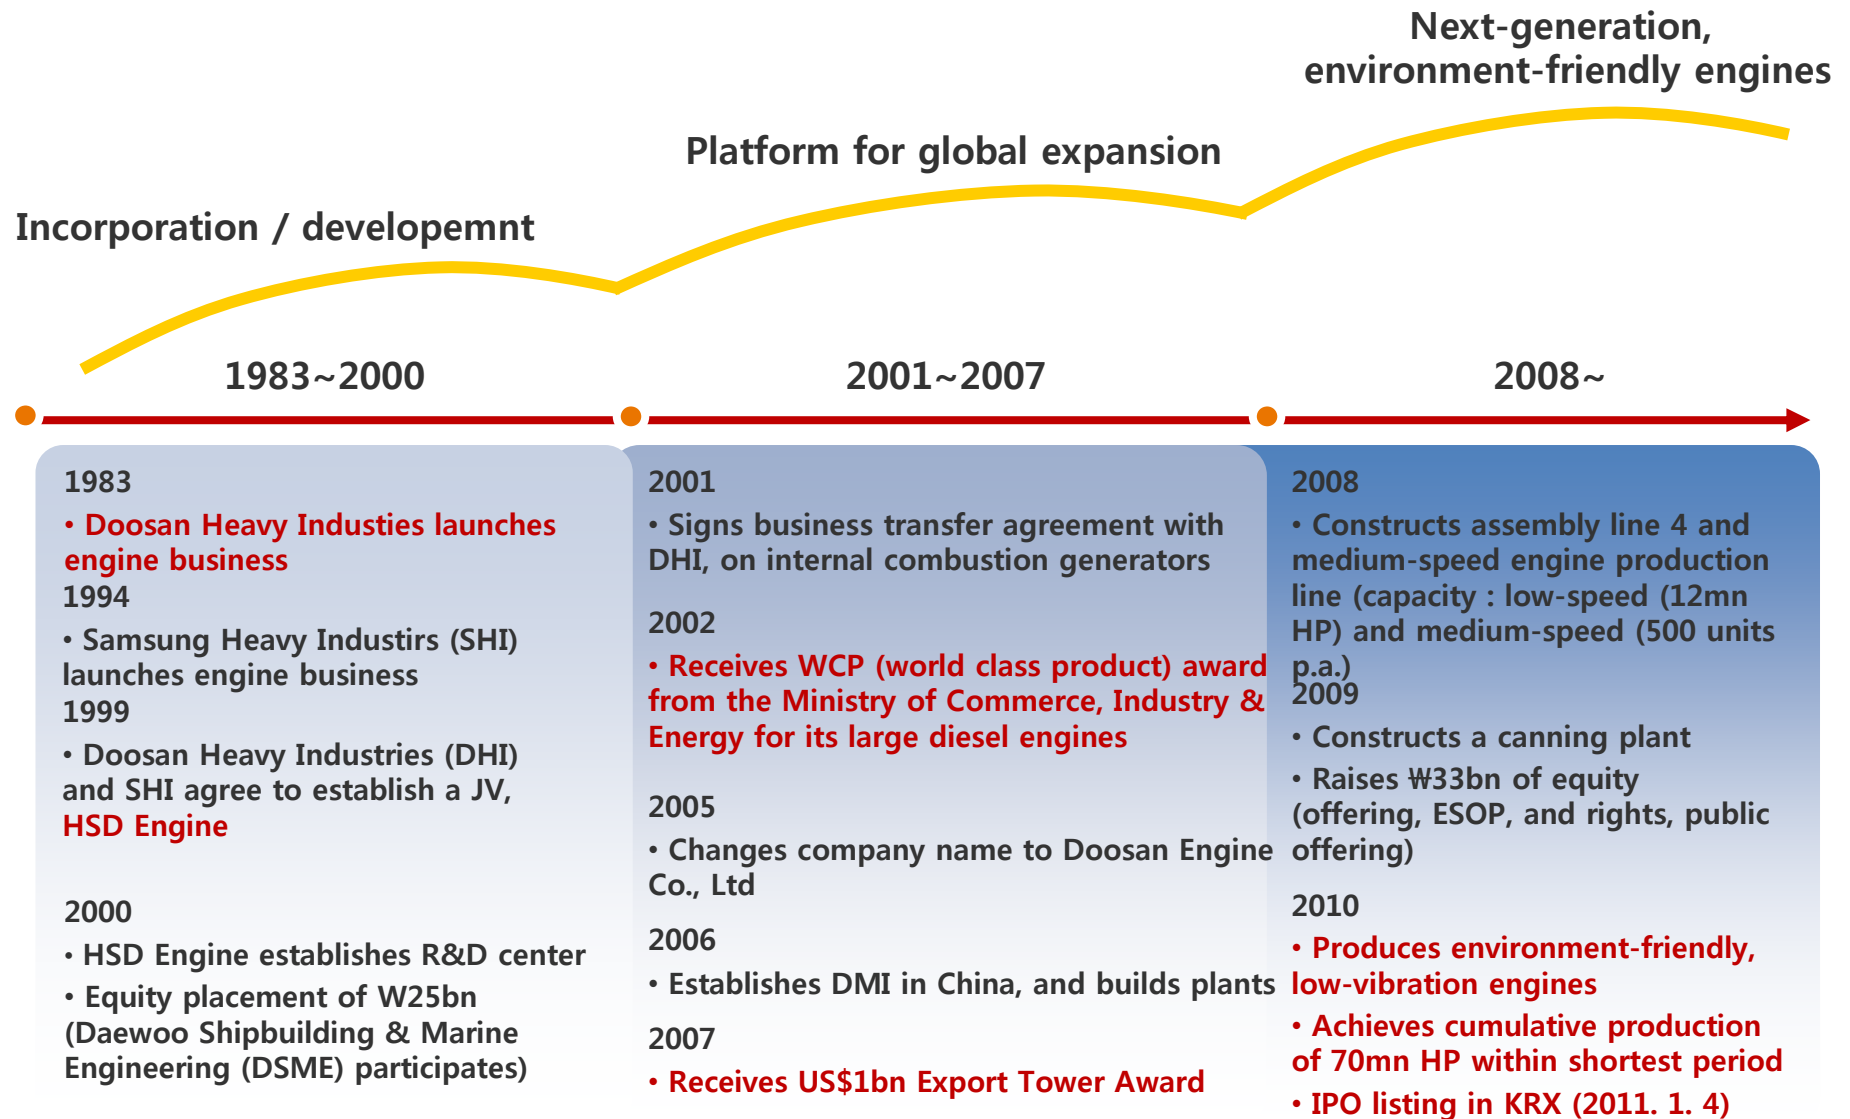 Next-generation,
environment-friendly engines
Platform for global expansion
Incorporation / developemnt
1983~2000
2001~2007
2008~
1983
• Doosan Heavy Industies launches
engine business
1994
• Samsung Heavy Industirs (SHI)
launches engine business
1999
• Doosan Heavy Industries (DHI)
and SHI agree to establish a JV,
HSD Engine
2000
• HSD Engine establishes R&D center
• Equity placement of W25bn
(Daewoo Shipbuilding & Marine
Engineering (DSME) participates)
2001
• Signs business transfer agreement with
DHI, on internal combustion generators
2002
• Receives WCP (world class product) award
from the Ministry of Commerce, Industry &
Energy for its large diesel engines
2005
• Changes company name to Doosan Engine
Co., Ltd
2006
• Establishes DMI in China, and builds plants
2007
• Receives US$1bn Export Tower Award
2008
• Constructs assembly line 4 and
medium-speed engine production
line (capacity : low-speed (12mn
HP) and medium-speed (500 units
p.a.)
2009
• Constructs a canning plant
• Raises ₩33bn of equity
(offering, ESOP, and rights, public
offering)
2010
• Produces environment-friendly,
low-vibration engines
• Achieves cumulative production
of 70mn HP within shortest period
• IPO listing in KRX (2011. 1. 4)